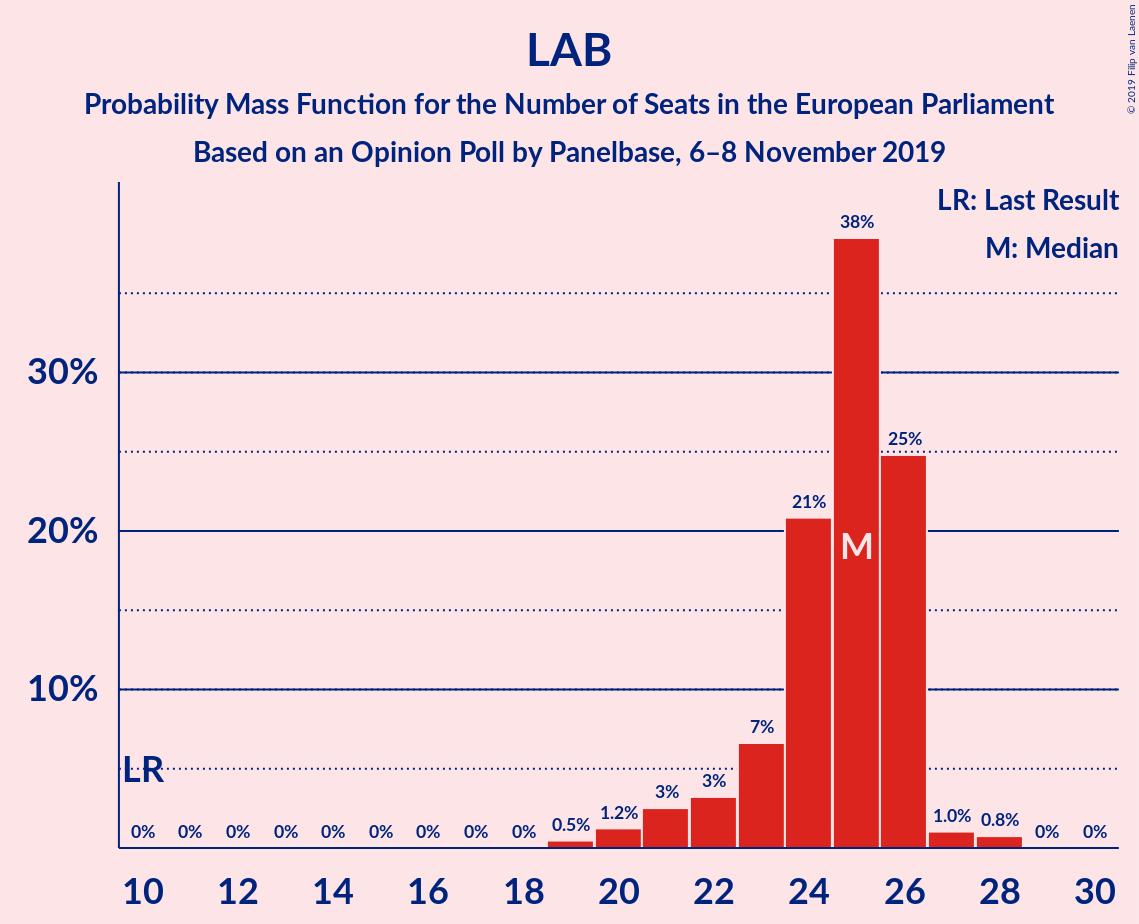 LAB
Probability Mass Function for the Number of Seats in the European Parliament
Based on an Opinion Poll by Panelbase, 6–8 November 2019
© 2019 Filip van Laenen
LR: Last Result
M: Median
30%
20%
10%
LR
M
0% 0% 0% 0% 0% 0% 0% 0% 0% 0.5% 1.2% 3% 3% 7% 21% 38% 25% 1.0% 0.8% 0% 0%
10 12 14 16 18 20 22 24 26 28 30